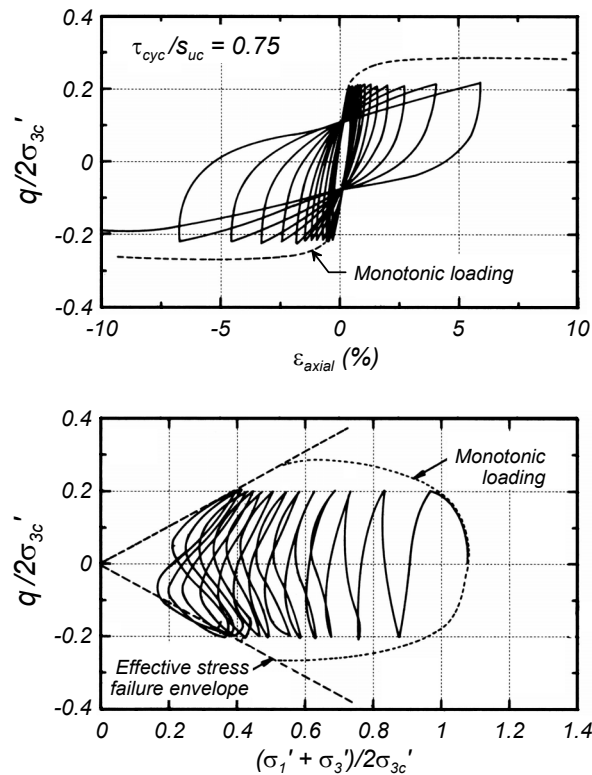 0.4
τcyc/suc = 0.75
0.2
0
-0.2
-0.4
q/2σ3c′
Monotonic loading
-10 -5 0 5 10
εaxial (%)
0.4
0.2
0
-0.2
-0.4
q/2σ3c′
Monotonic
loading
Effective stress
failure envelope
0 0.2 0.4 0.6 0.8 1 1.2 1.4
(σ1′ + σ3′)/2σ3c′